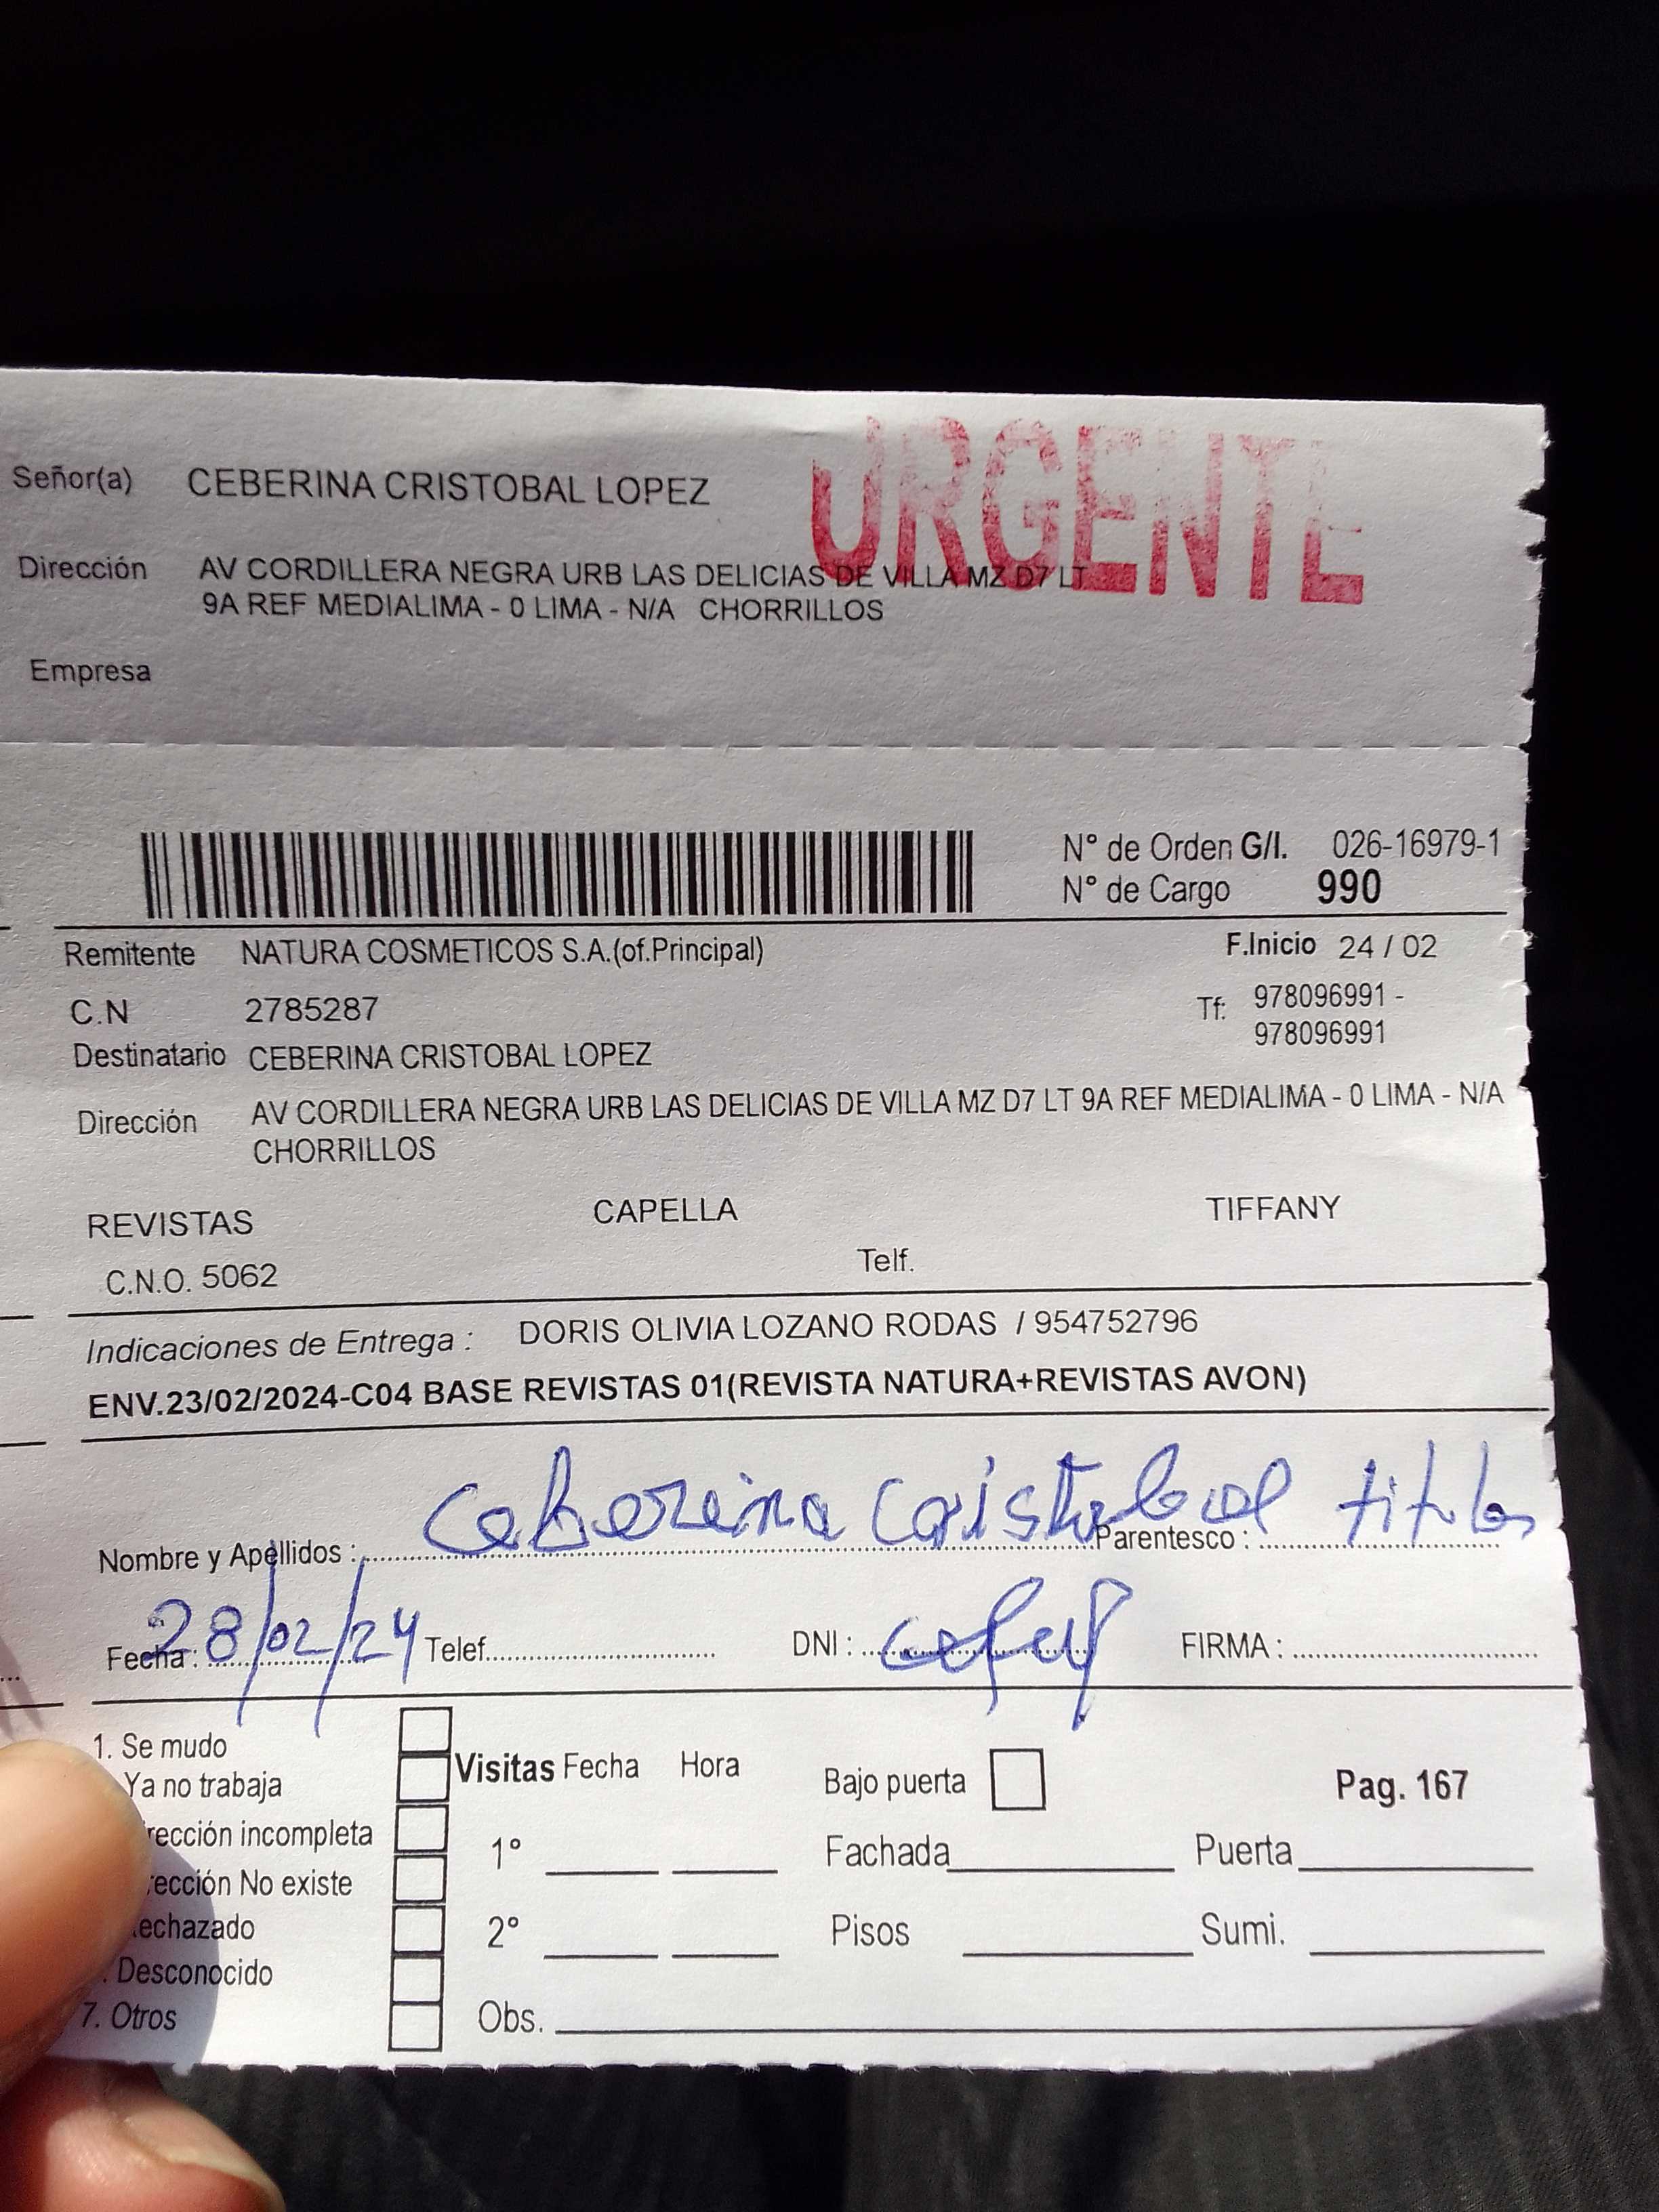 URGENTE
Señor(a) CEBERINA CRISTOBAL LOPEZ
Dirección AV CORDILLERA NEGRA URB LAS DELICIAS DE VILLA MZ D7 LT
9A REF MEDIALIMA - 0 LIMA - N/A CHORRILLOS
Empresa
N° de Orden G/I. 026-16979-1
N° de Cargo 990
Remitente NATURA COSMETICOS S.A.(of.Principal) F.Inicio 24 / 02
C.N 2785287 Tf: 978096991 -
978096991
Destinatario CEBERINA CRISTOBAL LOPEZ
Dirección AV CORDILLERA NEGRA URB LAS DELICIAS DE VILLA MZ D7 LT 9A REF MEDIALIMA - 0 LIMA - N/A
CHORRILLOS
REVISTAS CAPELLA TIFFANY
C.N.O. 5062 Telf.
Indicaciones de Entrega : DORIS OLIVIA LOZANO RODAS / 954752796
ENV.23/02/2024-C04 BASE REVISTAS 01(REVISTA NATURA+REVISTAS AVON)
Nombre y Apellidos : Ceberina Cristobal Parentesco :
Fecha : 28/02/24 Telef. DNI : FIRMA :
1. Se mudo
Ya no trabaja
rección incompleta
rección No existe
echazado
. Desconocido
7. Otros
Visitas Fecha Hora Bajo puerta Pag. 167
1° Fachada Puerta
2° Pisos Sumi.
Obs.